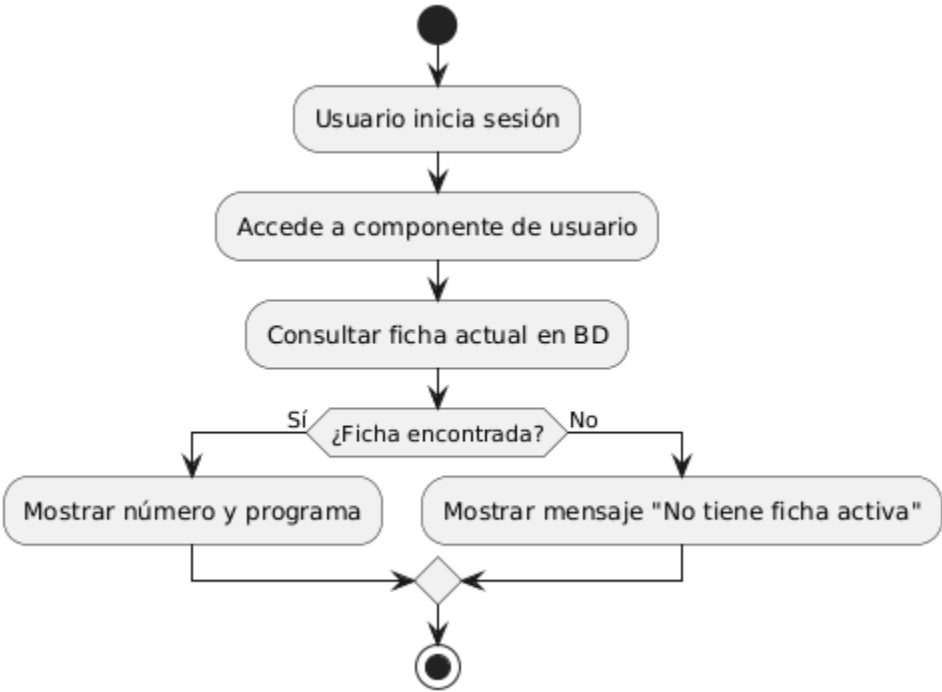 Usuario inicia sesión
Accede a componente de usuario
Consultar ficha actual en BD
Sí
¿Ficha encontrada?
No
Mostrar número y programa
Mostrar mensaje "No tiene ficha activa"